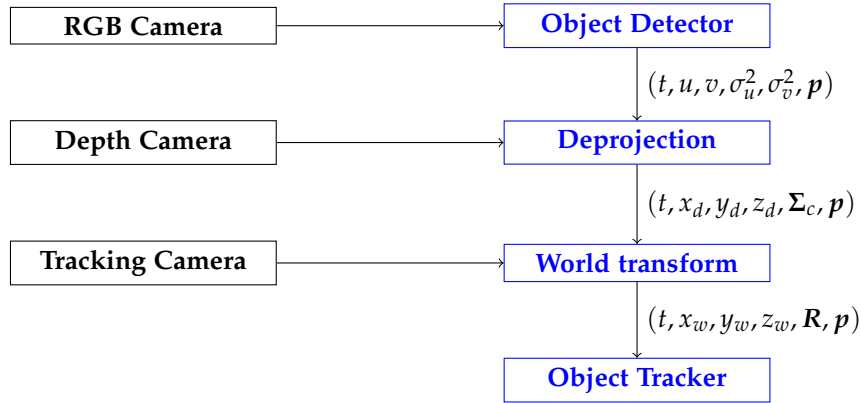 RGB Camera
Object Detector
(t, u, v, σ_u^2, σ_v^2, p)
Depth Camera
Deprojection
(t, x_d, y_d, z_d, Σ_c, p)
Tracking Camera
World transform
(t, x_w, y_w, z_w, R, p)
Object Tracker